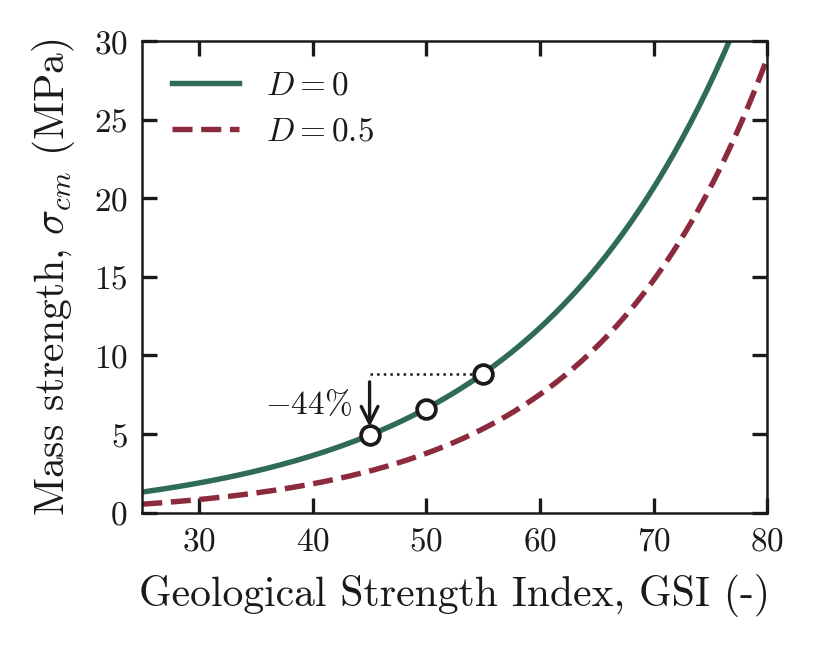 Mass strength, σcm (MPa)
30
25
20
15
10
5
0
D = 0
D = 0.5
−44%
30 40 50 60 70 80
Geological Strength Index, GSI (-)